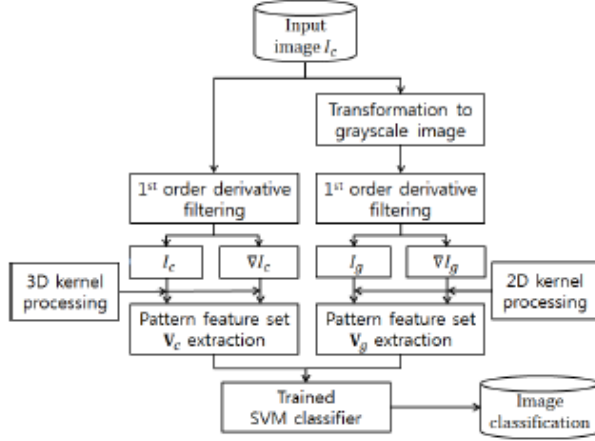 Input
image I_c
Transformation to
grayscale image
1st order derivative
filtering
1st order derivative
filtering
I_c
∇I_c
I_g
∇I_g
3D kernel
processing
2D kernel
processing
Pattern feature set
V_c extraction
Pattern feature set
V_g extraction
Trained
SVM classifier
Image
classification